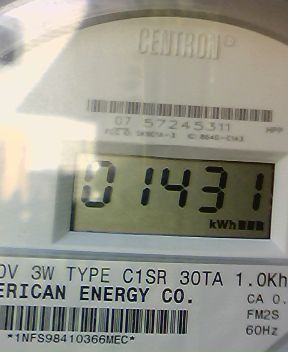 CENTRON®
07 57245311
HPP
01431
kWh
0V 3W TYPE C1SR 30TA 1.0Kh
ERICAN ENERGY CO.
CA 0.
FM2S
60Hz
*1NFS98410366MEC*